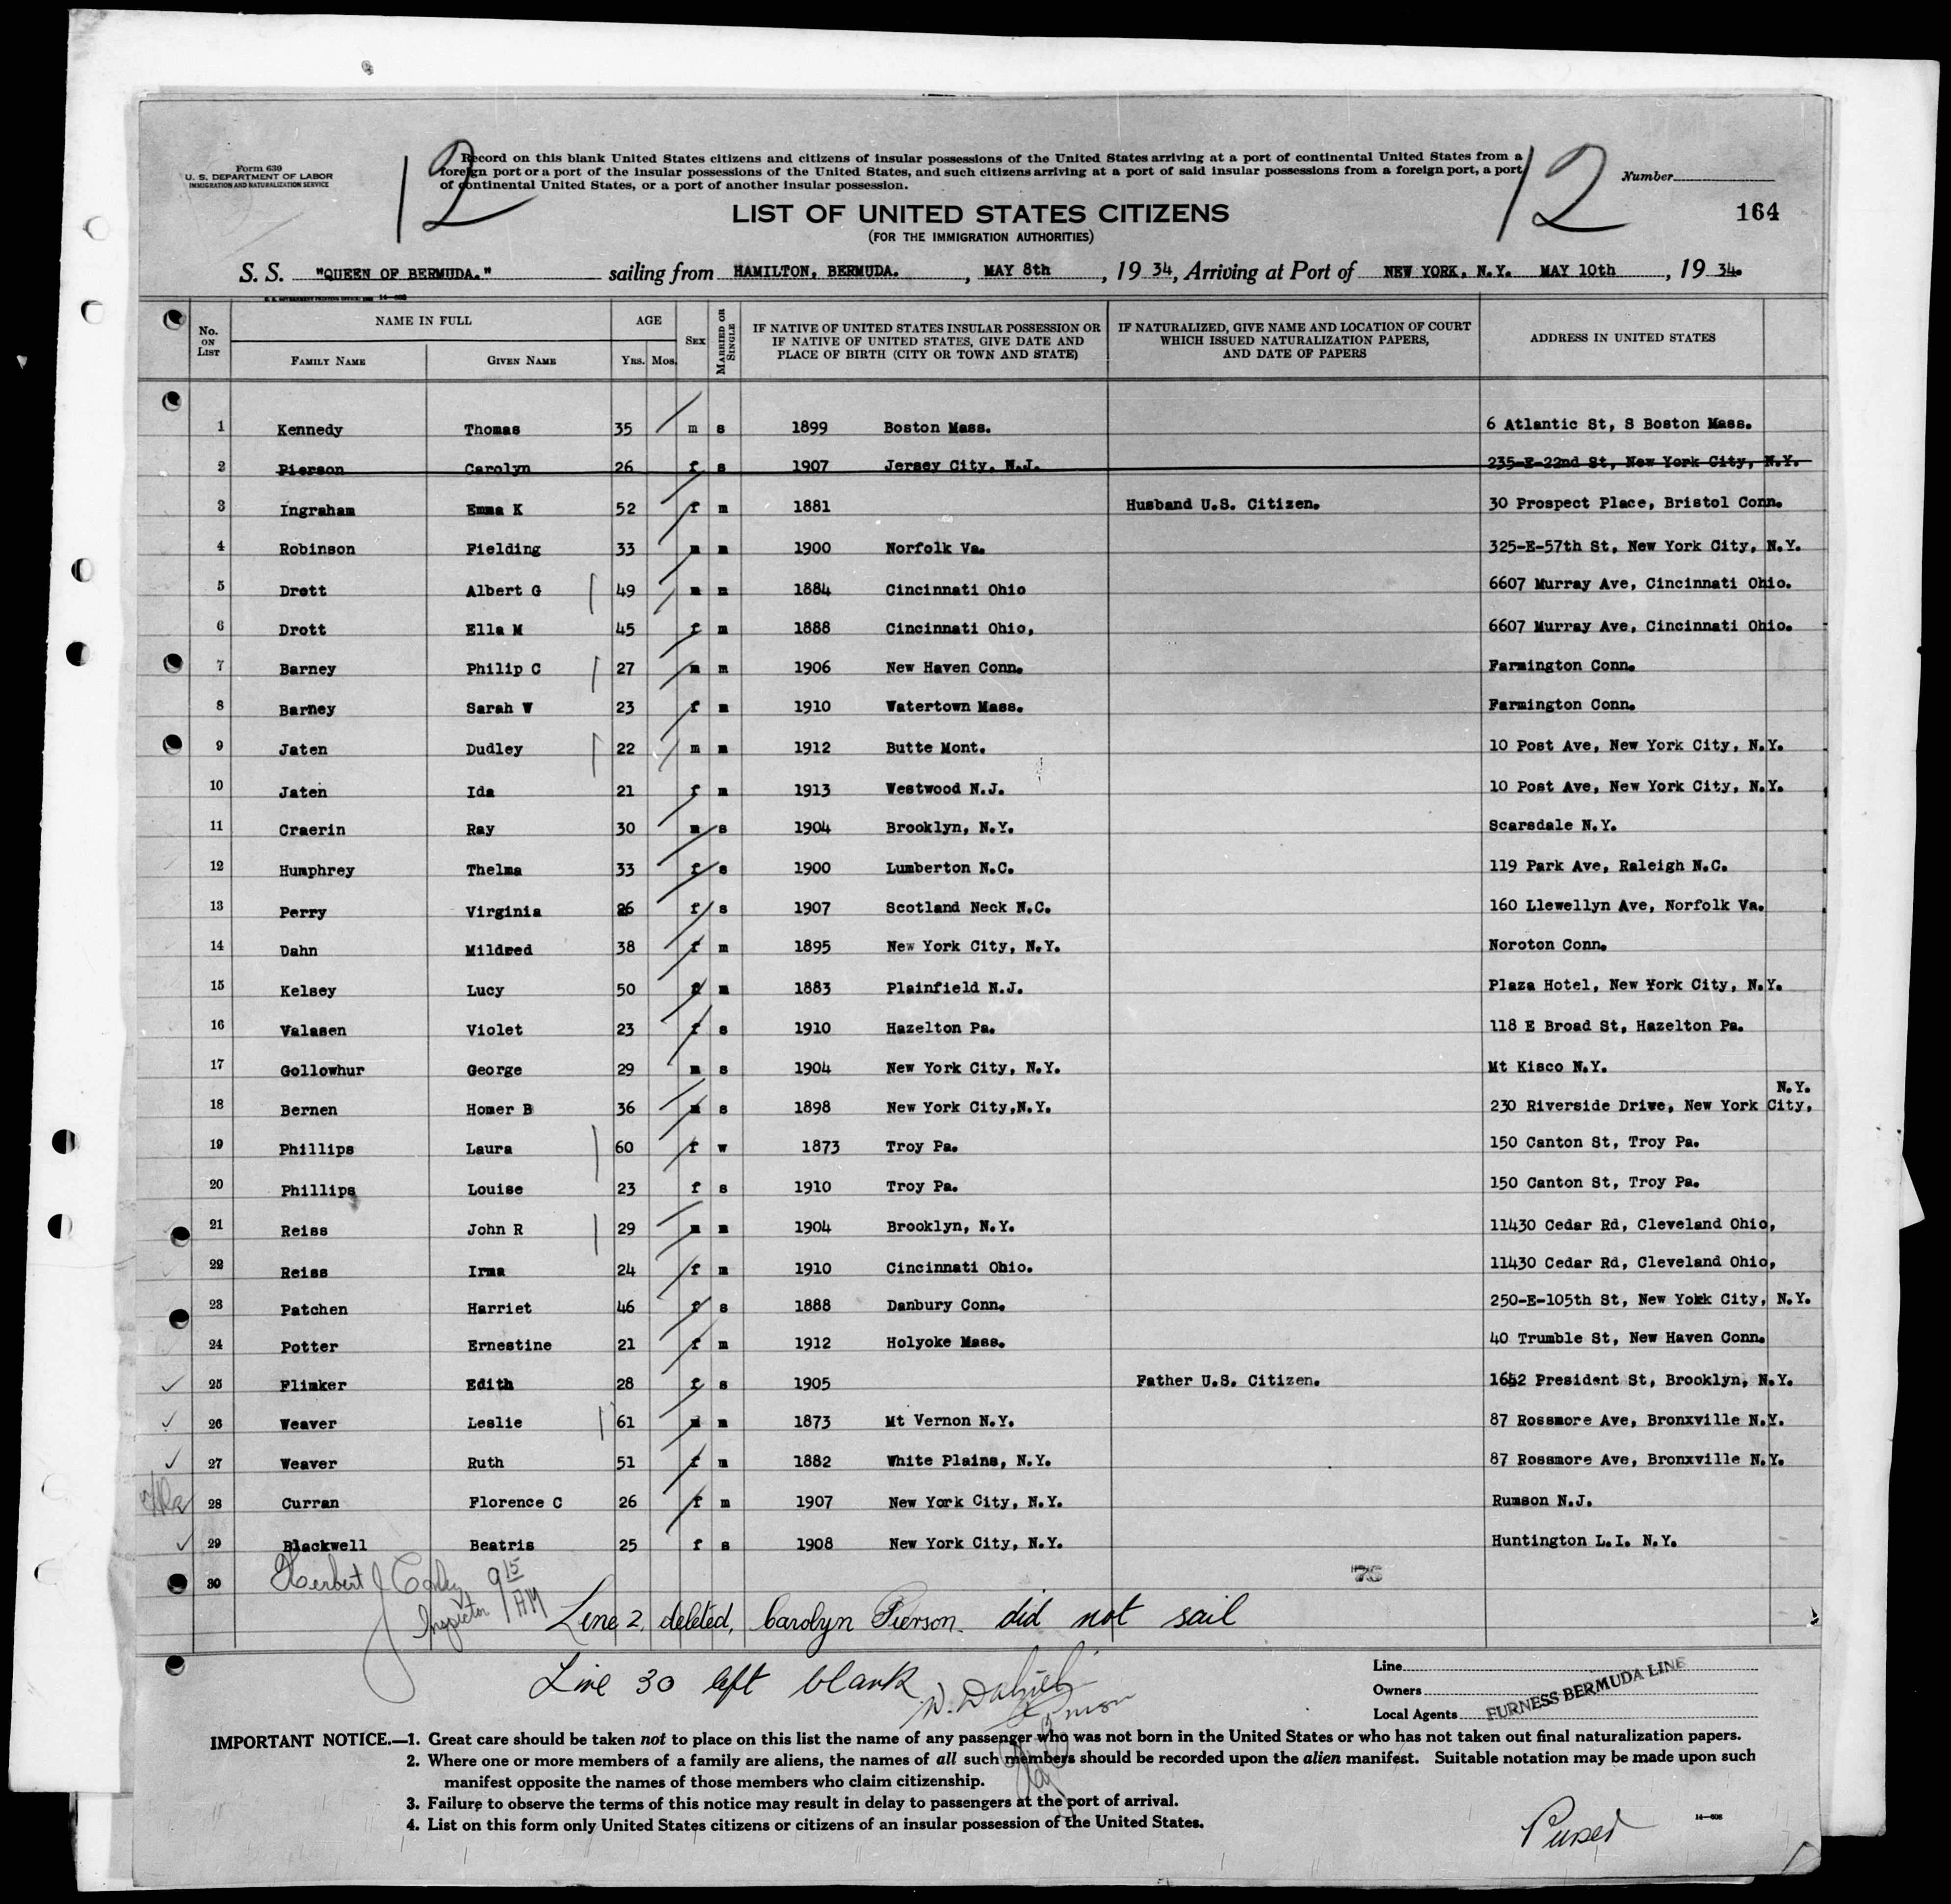 Form 630
U. S. DEPARTMENT OF LABOR
IMMIGRATION AND NATURALIZATION SERVICE
12
Record on this blank United States citizens and citizens of insular possessions of the United States arriving at a port of continental United States from a
foreign port or a port of the insular possessions of the United States, and such citizens arriving at a port of said insular possessions from a foreign port, a port
of continental United States, or a port of another insular possession.
12
Number
164
LIST OF UNITED STATES CITIZENS
(FOR THE IMMIGRATION AUTHORITIES)
S. S. "QUEEN OF BERMUDA." sailing from HAMILTON, BERMUDA. , MAY 8th , 19 34, Arriving at Port of NEW YORK, N.Y. MAY 10th , 19 34.
No. ON LIST NAME IN FULL FAMILY NAME GIVEN NAME AGE YRS. MOS. SEX MARRIED OR SINGLE IF NATIVE OF UNITED STATES INSULAR POSSESSION OR IF NATIVE OF UNITED STATES, GIVE DATE AND PLACE OF BIRTH (CITY OR TOWN AND STATE) IF NATURALIZED, GIVE NAME AND LOCATION OF COURT WHICH ISSUED NATURALIZATION PAPERS, AND DATE OF PAPERS ADDRESS IN UNITED STATES
1 Kennedy Thomas 35 m s 1899 Boston Mass. 6 Atlantic St, S Boston Mass.
2 Pierson Carolyn 26 f s 1907 Jersey City, N.J. 235-E-22nd St, New York City, N.Y.
3 Ingraham Emma K 52 f m 1881 Husband U.S. Citizen. 30 Prospect Place, Bristol Conn.
4 Robinson Fielding 33 m m 1900 Norfolk Va. 325-E-57th St, New York City, N.Y.
5 Drott Albert G 49 m m 1884 Cincinnati Ohio 6607 Murray Ave, Cincinnati Ohio.
6 Drott Ella M 45 f m 1888 Cincinnati Ohio, 6607 Murray Ave, Cincinnati Ohio.
7 Barney Philip C 27 m m 1906 New Haven Conn. Farmington Conn.
8 Barney Sarah W 23 f m 1910 Watertown Mass. Farmington Conn.
9 Jaten Dudley 22 m m 1912 Butte Mont. 10 Post Ave, New York City, N.Y.
10 Jaten Ida 21 f m 1913 Westwood N.J. 10 Post Ave, New York City, N.Y.
11 Craerin Ray 30 m s 1904 Brooklyn, N.Y. Scarsdale N.Y.
12 Humphrey Thelma 33 f s 1900 Lumberton N.C. 119 Park Ave, Raleigh N.C.
13 Perry Virginia 26 f s 1907 Scotland Neck N.C. 160 Llewellyn Ave, Norfolk Va.
14 Dahn Mildred 38 f m 1895 New York City, N.Y. Noroton Conn.
15 Kelsey Lucy 50 f m 1883 Plainfield N.J. Plaza Hotel, New York City, N.Y.
16 Valasen Violet 23 f s 1910 Hazelton Pa. 118 E Broad St, Hazelton Pa.
17 Gollowhur George 29 m s 1904 New York City, N.Y. Mt Kisco N.Y.
18 Bernen Homer B 36 m s 1898 New York City,N.Y. 230 Riverside Drive, New York City, N.Y.
19 Phillips Laura 60 f w 1873 Troy Pa. 150 Canton St, Troy Pa.
20 Phillips Louise 23 f s 1910 Troy Pa. 150 Canton St, Troy Pa.
21 Reiss John R 29 m m 1904 Brooklyn, N.Y. 11430 Cedar Rd, Cleveland Ohio,
22 Reiss Irma 24 f m 1910 Cincinnati Ohio. 11430 Cedar Rd, Cleveland Ohio,
23 Patchen Harriet 46 f s 1888 Danbury Conn. 250-E-105th St, New York City, N.Y.
24 Potter Ernestine 21 f m 1912 Holyoke Mass. 40 Trumble St, New Haven Conn.
25 Flinker Edith 28 f s 1905 Father U.S. Citizen. President St, Brooklyn, N.Y.
26 Weaver Leslie 61 m m 1873 Mt Vernon N.Y. 87 Rossmore Ave, Bronxville N.Y.
27 Weaver Ruth 51 f m 1882 White Plains, N.Y. 87 Rossmore Ave, Bronxville N.Y.
28 Curran Florence C 26 f m 1907 New York City, N.Y. Rumson N.J.
29 Blackwell Beatris 25 f s 1908 New York City, N.Y. Huntington L.I. N.Y.
30
Herbert J
Inspector 9 15 AM
Line 2, deleted, Carolyn Pierson. did not sail
Line 30 left blank
Line
Owners
Local Agents
FURNESS BERMUDA LINE
IMPORTANT NOTICE.—1. Great care should be taken not to place on this list the name of any passenger who was not born in the United States or who has not taken out final naturalization papers.
2. Where one or more members of a family are aliens, the names of all such members should be recorded upon the alien manifest. Suitable notation may be made upon such
manifest opposite the names of those members who claim citizenship.
3. Failure to observe the terms of this notice may result in delay to passengers at the port of arrival.
4. List on this form only United States citizens or citizens of an insular possession of the United States.
Purser